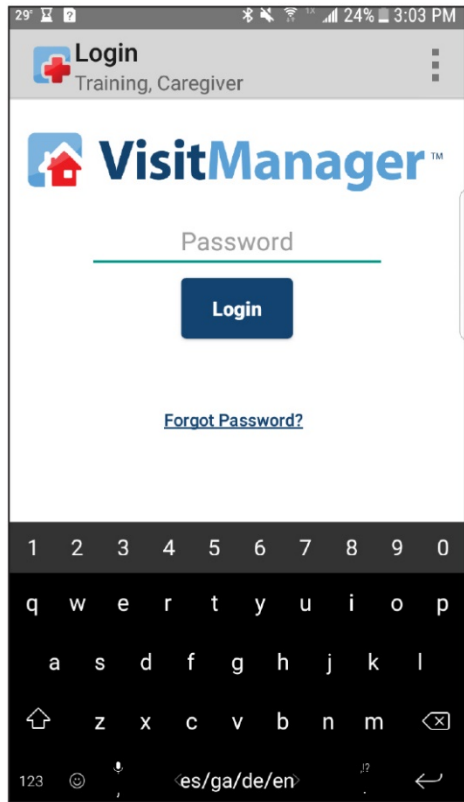 29° 1X 24% 3:03 PM
Login
Training, Caregiver
VisitManager™
Password
Login
Forgot Password?
1 2 3 4 5 6 7 8 9 0
q w e r t y u i o p
a s d f g h j k l
z x c v b n m
123 , es/ga/de/en ,!? .